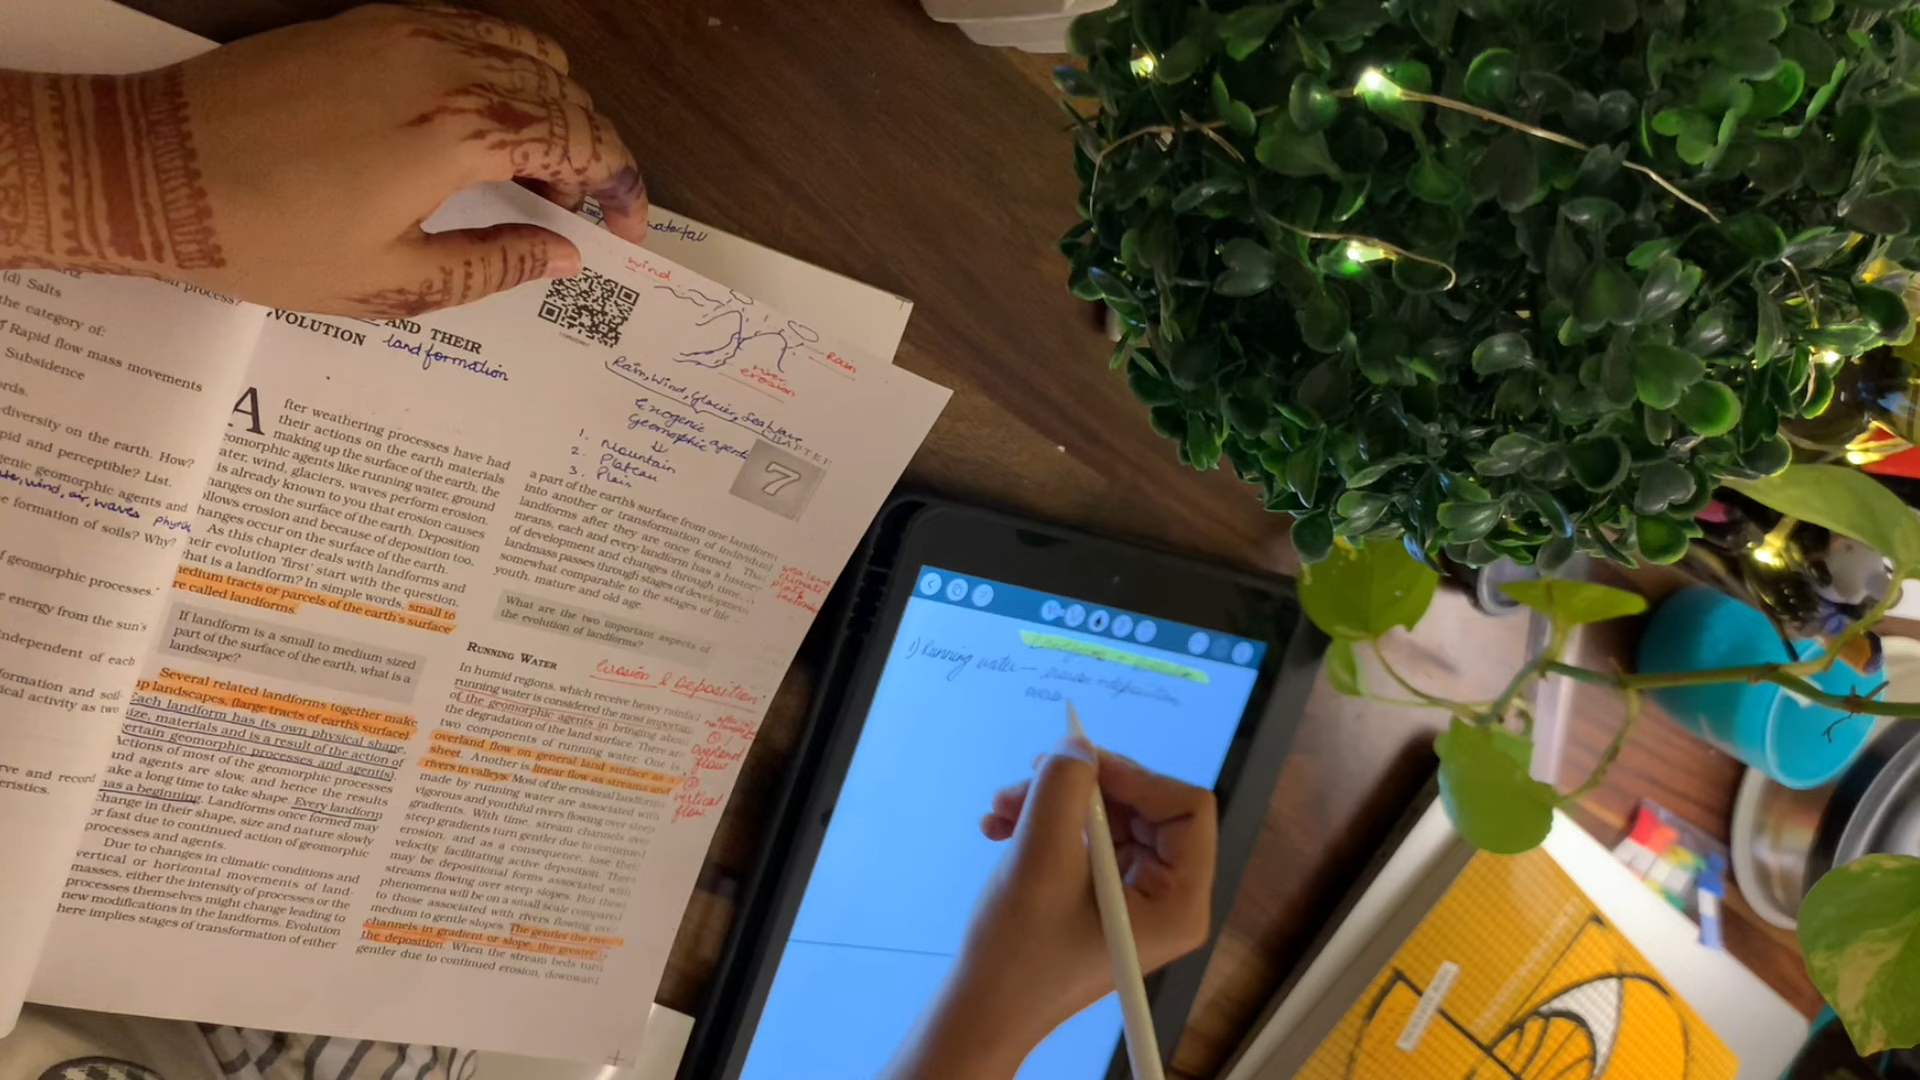 (d) Salts
the category of:
Rapid flow mass movements
Subsidence
diversity on the earth. How?
pid and perceptible? List.
genic geomorphic agents and
wind, air, waves
e formation of soils? Why?
f geomorphic processes.
e energy from the sun's
independent of each
formation and soil
ical activity as two
rve and record
eristics.
waterfall
AND THEIR
VOLUTION
landformation
wind
Rain
erosion
Rain, Wind, Glacier, Sea Wave
Exogenic
Geomorphic agents
1. Mountain
2. Plateau
3. Plain
7
After weathering processes have had
their actions on the earth materials
making up the surface of the earth, the
eomorphic agents like running water, ground
ater, wind, glaciers, waves perform erosion.
is already known to you that erosion causes
hanges on the surface of the earth. Deposition
ollows erosion and because of deposition too,
hanges occur on the surface of the earth.
As this chapter deals with landforms and
heir evolution 'first' start with the question,
hat is a landform? In simple words, small to
medium tracts or parcels of the earth's surface
re called landforms.
If landform is a small to medium sized
part of the surface of the earth, what is a
landscape?
Several related landforms together make
up landscapes, (large tracts of earth's surface).
Each landform has its own physical shape,
size, materials and is a result of the action of
certain geomorphic processes and agent(s).
Actions of most of the geomorphic processes
and agents are slow, and hence the results
take a long time to take shape. Every landform
has a beginning. Landforms once formed may
change in their shape, size and nature slowly
or fast due to continued action of geomorphic
processes and agents.
Due to changes in climatic conditions and
vertical or horizontal movements of land-
masses, either the intensity of processes or the
processes themselves might change leading to
new modifications in the landforms. Evolution
here implies stages of transformation of either
a part of the earth's surface from one landform
into another or transformation of individual
landforms after they are once formed. That
means, each and every landform has a history
of development and changes through time. A
landmass passes through stages of development
somewhat comparable to the stages of life —
youth, mature and old age.
What are the two important aspects of
the evolution of landforms?
RUNNING WATER
Erosion & Deposition
In humid regions, which receive heavy rainfall
running water is considered the most important
of the geomorphic agents in bringing about
the degradation of the land surface. There are
two components of running water. One is
overland flow on general land surface as a
sheet. Another is linear flow as streams and
rivers in valleys. Most of the erosional landforms
made by running water are associated with
vigorous and youthful rivers flowing over steep
gradients. With time, stream channels over
steep gradients turn gentler due to continued
erosion, and as a consequence, lose their
velocity, facilitating active deposition. There
may be depositional forms associated with
streams flowing over steep slopes. But these
phenomena will be on a small scale compared
to those associated with rivers flowing over
medium to gentle slopes. The gentler the river
channels in gradient or slope, the greater is
the deposition. When the stream beds turn
gentler due to continued erosion, downward
overland
flow
vertical
flow
1) Running water — erosion + deposition